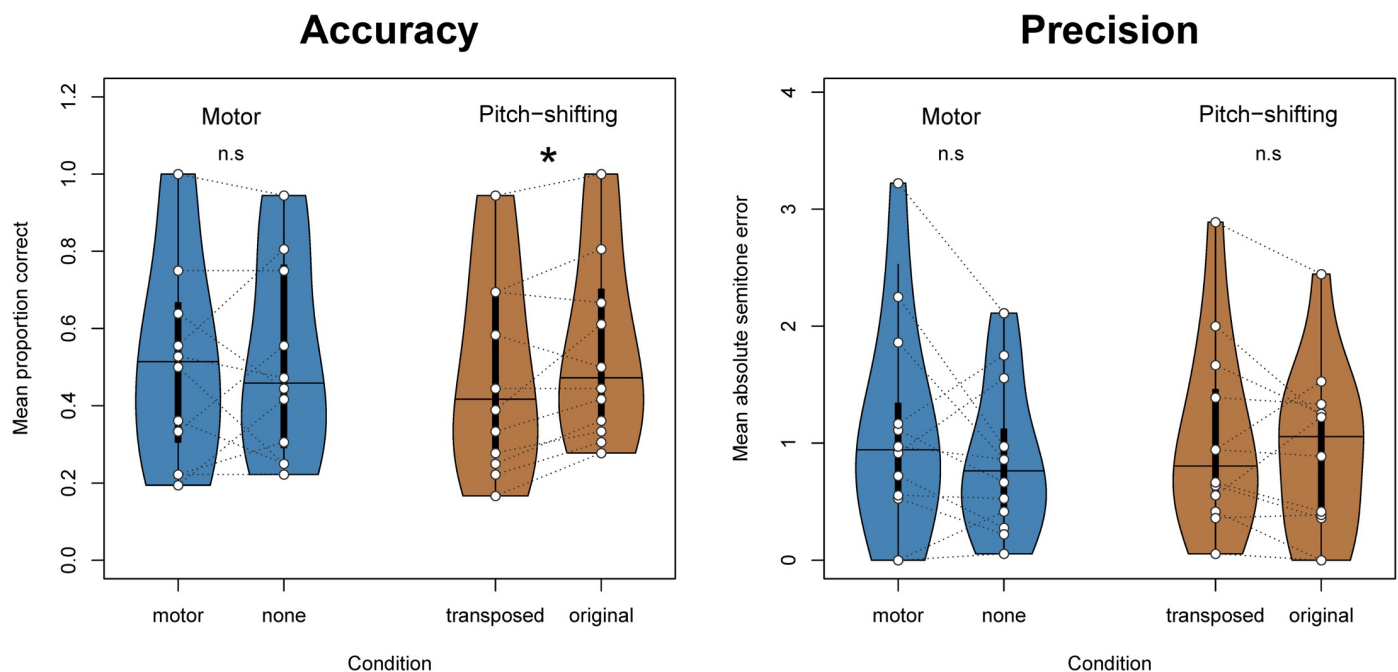 Accuracy
Mean proportion correct
1.2
1.0
0.8
0.6
0.4
0.2
0.0
Motor
n.s
Pitch−shifting
*
motor
none
transposed
original
Condition
Precision
Mean absolute semitone error
4
3
2
1
0
Motor
n.s
Pitch−shifting
n.s
motor
none
transposed
original
Condition